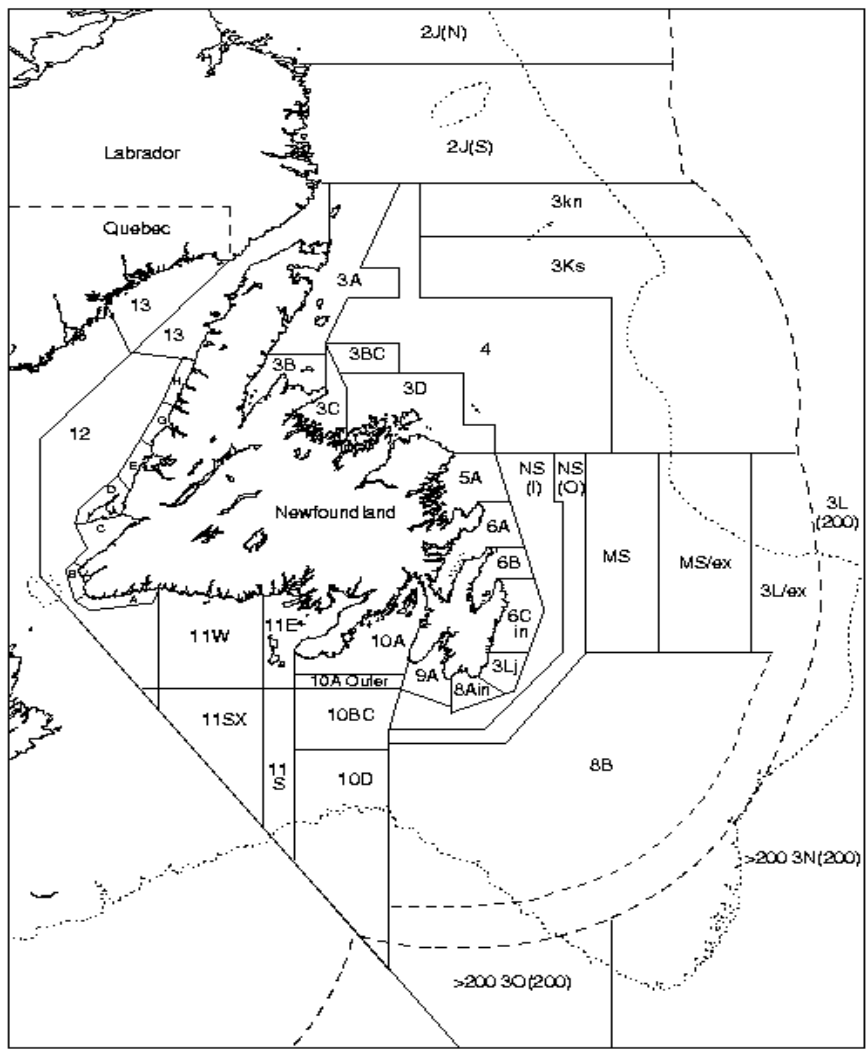 2J(N)
2J(S)
Labrador
Quebec
3kn
3Ks
3A
13
13
4
3BC
3B
3D
3C
H
G
12
E
D
C
B
A
5A
NS
(I)
NS
(O)
Newfoundland
6A
MS
MS/ex
3L
(200)
6B
3L/ex
6C
in
11W
11E
10A
3Lj
9A
8Ain
10A Outer
11SX
10BC
11
S
10D
8B
>200 3N(200)
>200 3O(200)